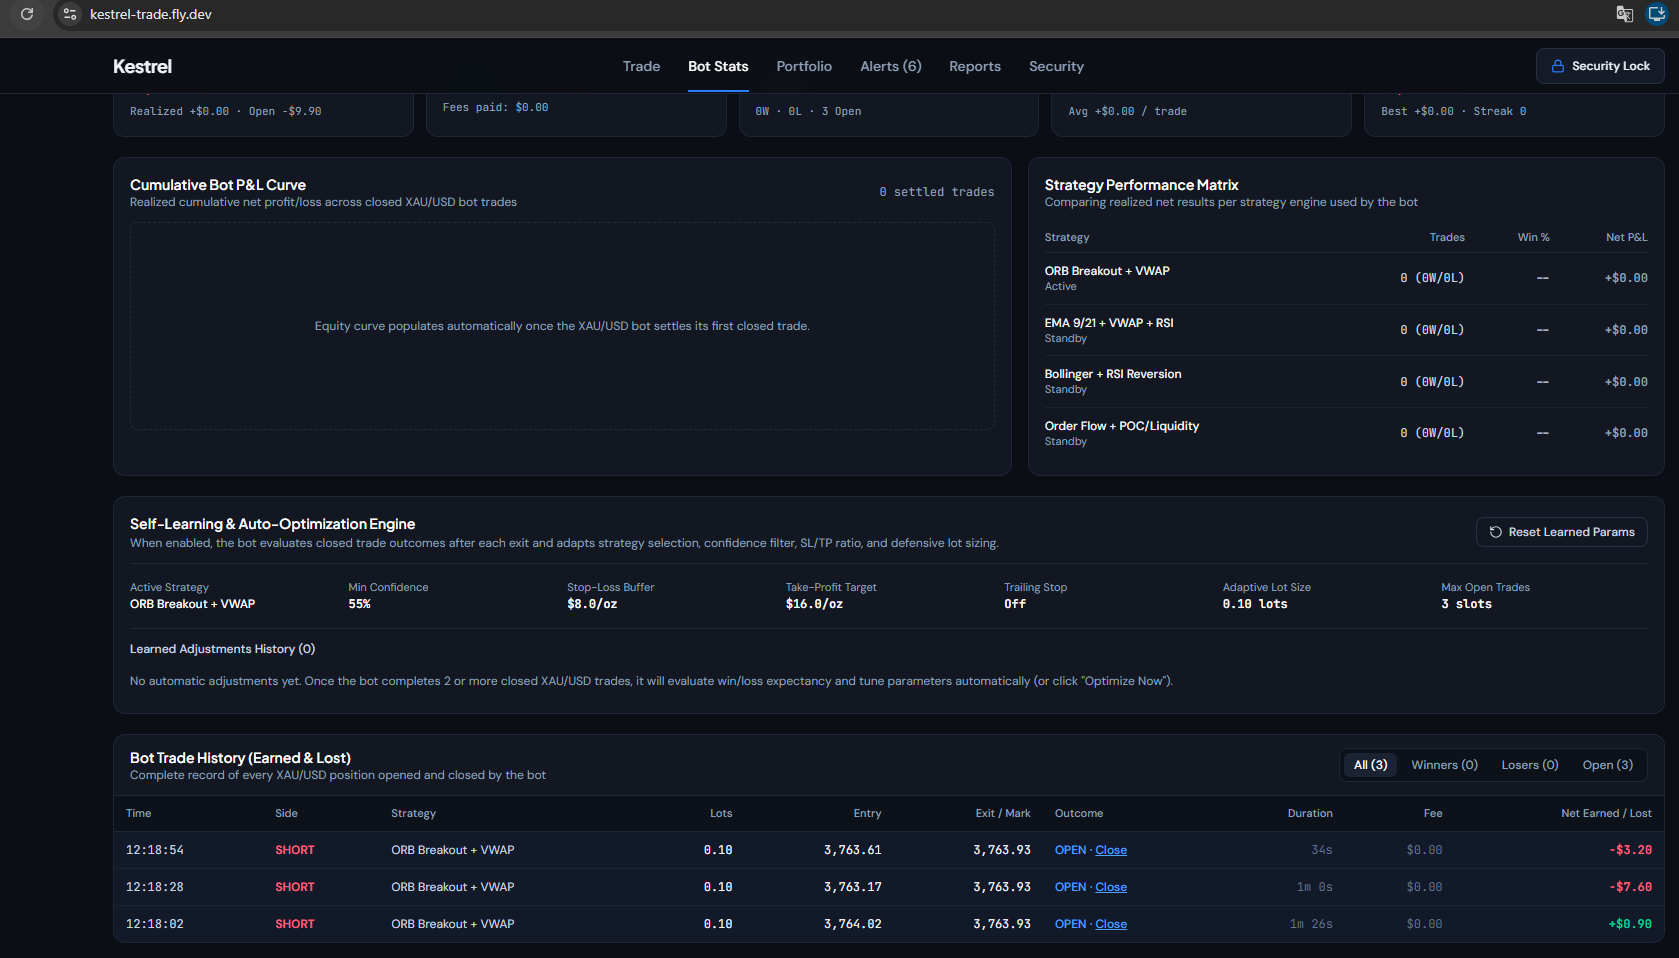 kestrel-trade.fly.dev
Kestrel
Trade
Bot Stats
Portfolio
Alerts (6)
Reports
Security
Security Lock
Realized +$0.00 · Open -$9.90
Fees paid: $0.00
0W · 0L · 3 Open
Avg +$0.00 / trade
Best +$0.00 · Streak 0
Cumulative Bot P&L Curve
Realized cumulative net profit/loss across closed XAU/USD bot trades
0 settled trades
Equity curve populates automatically once the XAU/USD bot settles its first closed trade.
Strategy Performance Matrix
Comparing realized net results per strategy engine used by the bot
Strategy Trades Win % Net P&L
ORB Breakout + VWAP 0 (0W/0L) -- +$0.00
Active
EMA 9/21 + VWAP + RSI 0 (0W/0L) -- +$0.00
Standby
Bollinger + RSI Reversion 0 (0W/0L) -- +$0.00
Standby
Order Flow + POC/Liquidity 0 (0W/0L) -- +$0.00
Standby
Self-Learning & Auto-Optimization Engine
When enabled, the bot evaluates closed trade outcomes after each exit and adapts strategy selection, confidence filter, SL/TP ratio, and defensive lot sizing.
Reset Learned Params
Active Strategy Min Confidence Stop-Loss Buffer Take-Profit Target Trailing Stop Adaptive Lot Size Max Open Trades
ORB Breakout + VWAP 55% $8.0/oz $16.0/oz Off 0.10 lots 3 slots
Learned Adjustments History (0)
No automatic adjustments yet. Once the bot completes 2 or more closed XAU/USD trades, it will evaluate win/loss expectancy and tune parameters automatically (or click "Optimize Now").
Bot Trade History (Earned & Lost)
Complete record of every XAU/USD position opened and closed by the bot
All (3) Winners (0) Losers (0) Open (3)
Time Side Strategy Lots Entry Exit / Mark Outcome Duration Fee Net Earned / Lost
12:18:54 SHORT ORB Breakout + VWAP 0.10 3,763.61 3,763.93 OPEN · Close 34s $0.00 -$3.20
12:18:28 SHORT ORB Breakout + VWAP 0.10 3,763.17 3,763.93 OPEN · Close 1m 0s $0.00 -$7.60
12:18:02 SHORT ORB Breakout + VWAP 0.10 3,764.02 3,763.93 OPEN · Close 1m 26s $0.00 +$0.90